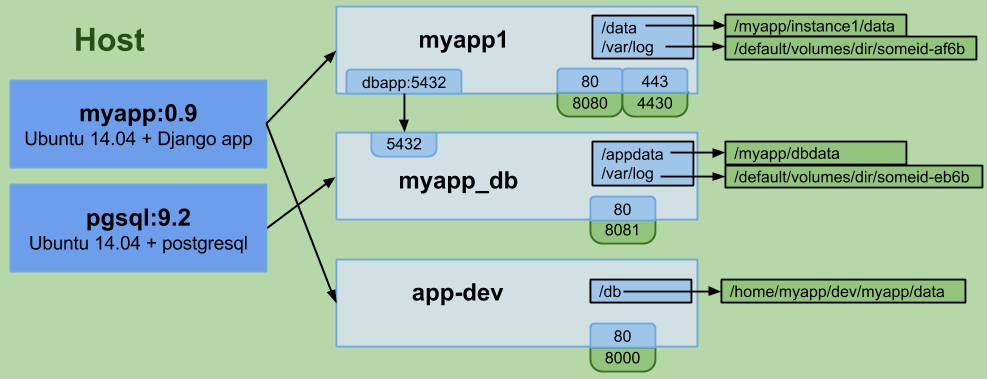 Host
myapp:0.9
Ubuntu 14.04 + Django app
pgsql:9.2
Ubuntu 14.04 + postgresql
myapp1
/data
/var/log
/myapp/instance1/data
/default/volumes/dir/someid-af6b
dbapp:5432
80
443
8080
4430
5432
myapp_db
/appdata
/var/log
/myapp/dbdata
/default/volumes/dir/someid-eb6b
80
8081
app-dev
/db
/home/myapp/dev/myapp/data
80
8000